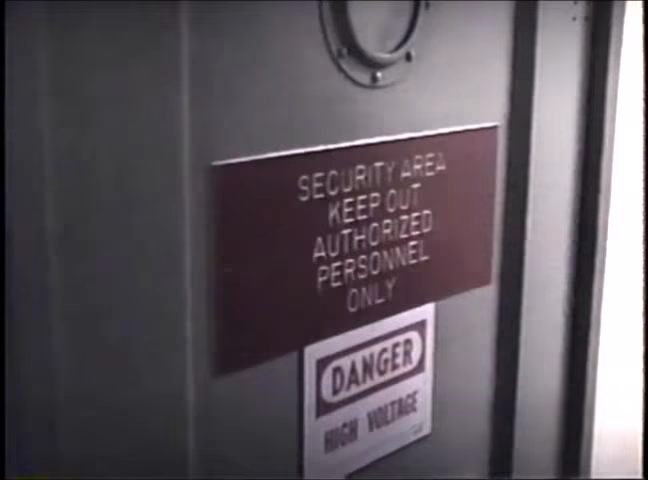 SECURITY AREA
KEEP OUT
AUTHORIZED
PERSONNEL
ONLY
DANGER
HIGH VOLTAGE